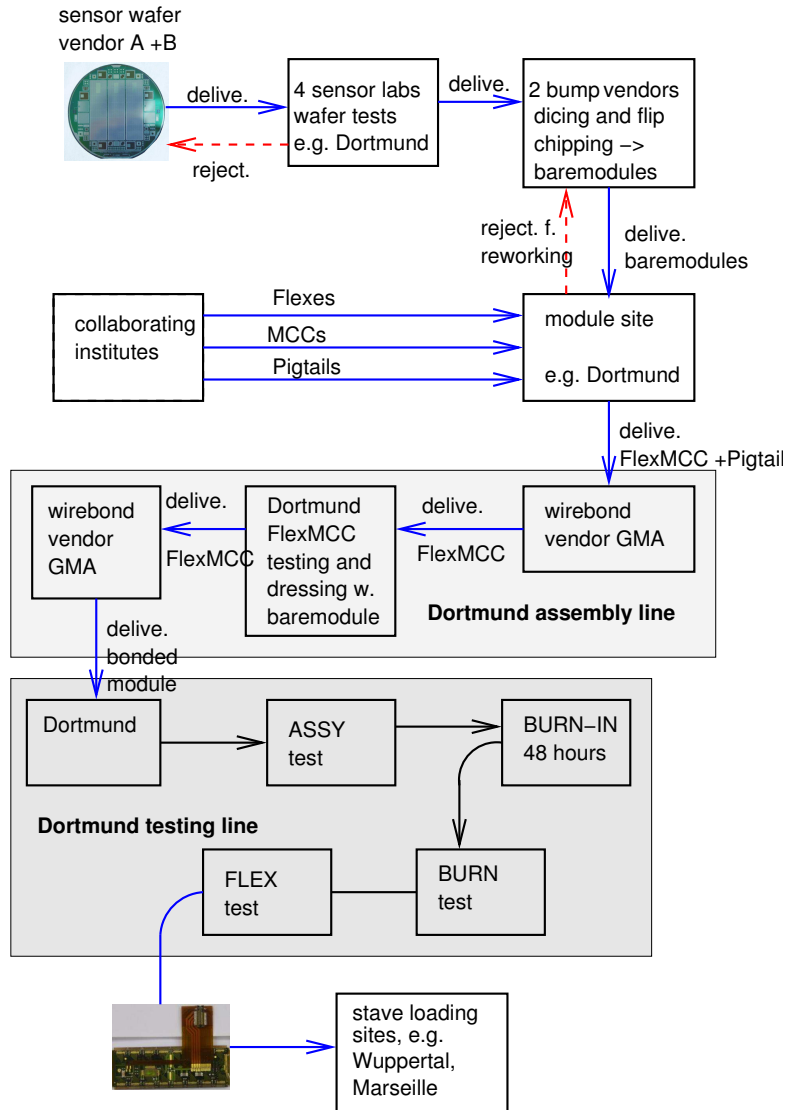 sensor wafer
vendor A +B
delive.
reject.
4 sensor labs
wafer tests
e.g. Dortmund
delive.
2 bump vendors
dicing and flip
chipping −>
baremodules
reject. f.
reworking
delive.
baremodules
collaborating
institutes
Flexes
MCCs
Pigtails
module site
e.g. Dortmund
delive.
FlexMCC +Pigtail
wirebond
vendor GMA
delive.
FlexMCC
Dortmund
FlexMCC
testing and
dressing w.
baremodule
delive.
FlexMCC
wirebond
vendor
GMA
Dortmund assembly line
delive.
bonded
module
Dortmund
ASSY
test
BURN−IN
48 hours
Dortmund testing line
FLEX
test
BURN
test
stave loading
sites, e.g.
Wuppertal,
Marseille